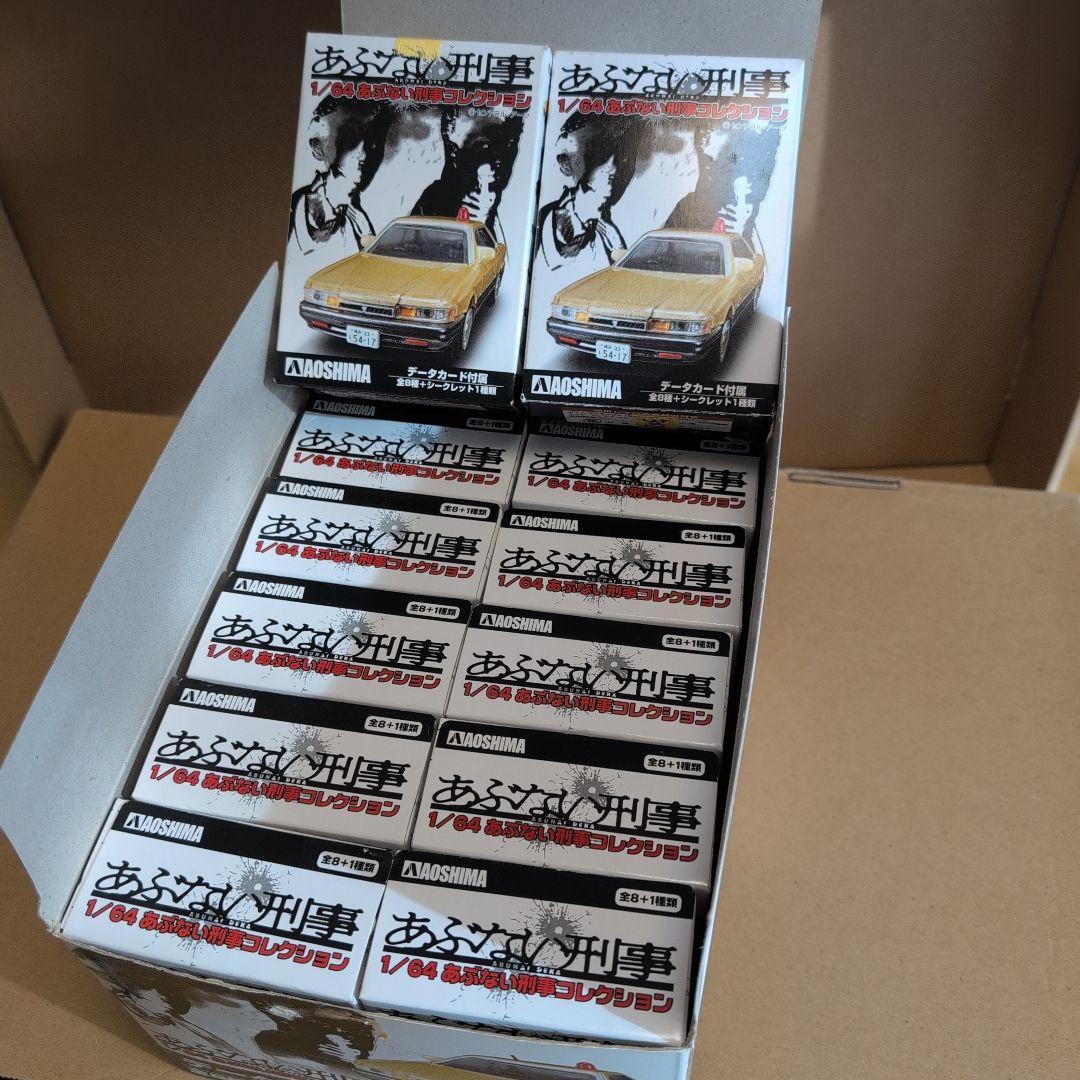 あぶない刑事
ABUNAI DEKA
1/64 あぶない刑事コレクション
54-17
AOSHIMA
データカード付属
全8種+シークレット1種類
あぶない刑事
1/64 あぶない刑事コレクション
54-17
AOSHIMA
データカード付属
全8種+シークレット1種類
AOSHIMA
全8+1種類
あぶない刑事
1/64 あぶない刑事コレクション
AOSHIMA
全8+1種類
あぶない刑事
1/64 あぶない刑事コレクション
AOSHIMA
全8+1種類
あぶない刑事
1/64 あぶない刑事コレクション
AOSHIMA
全8+1種類
あぶない刑事
1/64 あぶない刑事コレクション
AOSHIMA
全8+1種類
あぶない刑事
ABUNAI DEKA
1/64 あぶない刑事コレクション
AOSHIMA
全8+1種類
あぶない刑事
ABUNAI DEKA
1/64 あぶない刑事コレクション
AOSHIMA
全8+1種類
あぶない刑事
ABUNAI DEKA
1/64 あぶない刑事コレクション
AOSHIMA
全8+1種類
あぶない刑事
ABUNAI DEKA
1/64 あぶない刑事コレクション
AOSHIMA
全8+1種類
あぶない刑事
ABUNAI DEKA
1/64 あぶない刑事コレクション
AOSHIMA
全8+1種類
あぶない刑事
ABUNAI DEKA
1/64 あぶない刑事コレクション